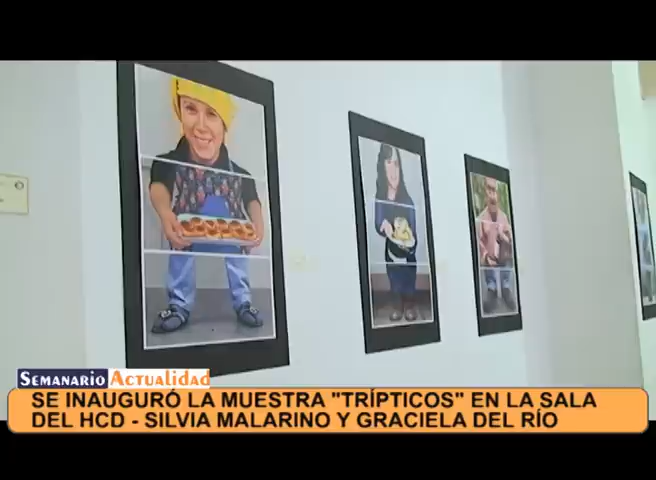 SEMANARIO Actualidad
SE INAUGURÓ LA MUESTRA "TRÍPTICOS" EN LA SALA
DEL HCD - SILVIA MALARINO Y GRACIELA DEL RÍO